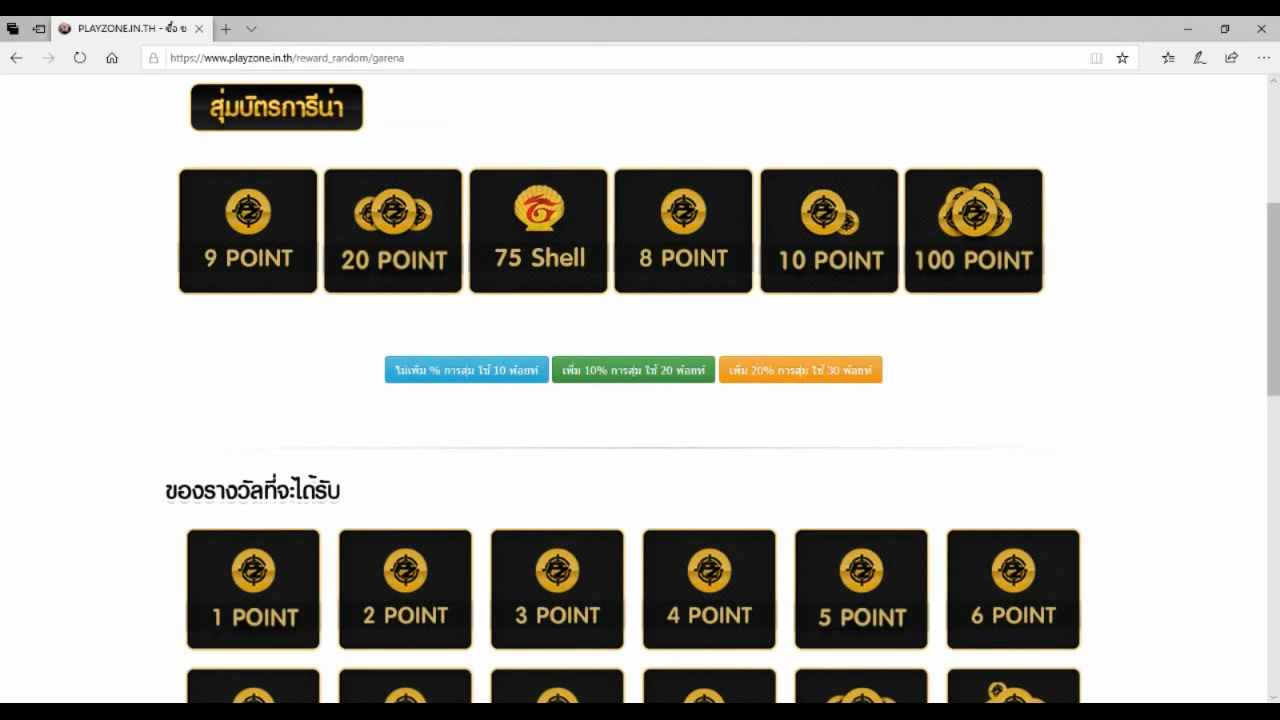 PLAYZONE.IN.TH - ซื้อ ข
https://www.playzone.in.th/reward_random/garena
สุ่มบัตรการีน่า
9 POINT
20 POINT
75 Shell
8 POINT
10 POINT
100 POINT
ไม่เพิ่ม % การสุ่ม ใช้ 10 พ้อยท์
เพิ่ม 10% การสุ่ม ใช้ 20 พ้อยท์
เพิ่ม 20% การสุ่ม ใช้ 30 พ้อยท์
ของรางวัลที่จะได้รับ
1 POINT
2 POINT
3 POINT
4 POINT
5 POINT
6 POINT